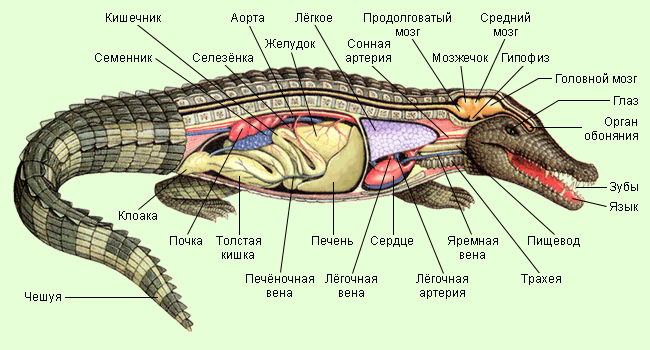 Кишечник
Аорта
Лёгкое
Продолговатый
мозг
Средний
мозг
Семенник
Селезёнка
Желудок
Сонная
артерия
Мозжечок
Гипофиз
Головной мозг
Глаз
Орган
обоняния
Зубы
Язык
Клоака
Почка
Толстая
кишка
Печень
Сердце
Яремная
вена
Пищевод
Печёночная
вена
Лёгочная
вена
Лёгочная
артерия
Трахея
Чешуя